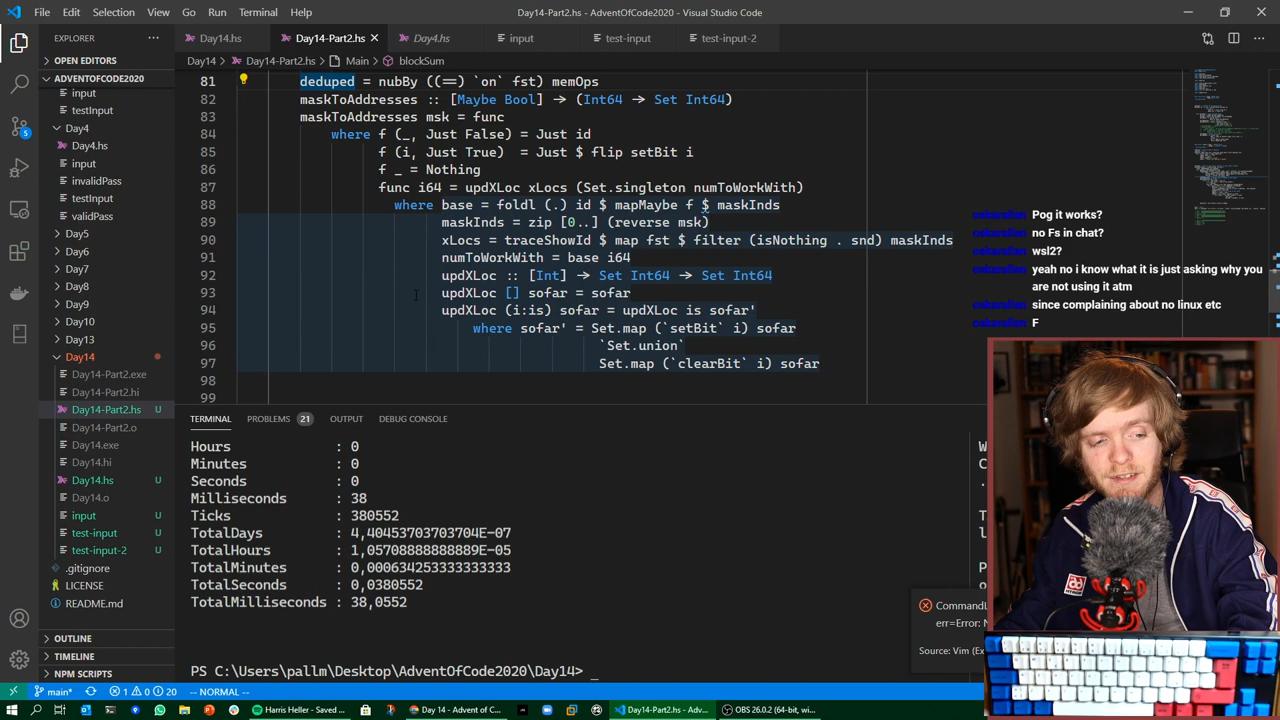 File Edit Selection View Go Run Terminal Help
Day14-Part2.hs - AdventOfCode2020 - Visual Studio Code
EXPLORER
Day14.hs
Day14-Part2.hs
Day4.hs
input
test-input
test-input-2
OPEN EDITORS
Day14 > Day14-Part2.hs > Main > blockSum
ADVENTOFCODE2020
input
testInput
Day4
Day4.hs
input
invalidPass
testInput
validPass
Day5
Day6
Day7
Day8
Day9
Day10
Day13
Day14
Day14-Part2.exe
Day14-Part2.hi
Day14-Part2.hs U
Day14-Part2.o
Day14.exe
Day14.hi
Day14.hs U
Day14.o
input U
test-input U
test-input-2 U
.gitignore
LICENSE
README.md
OUTLINE
TIMELINE
NPM SCRIPTS
5
81 deduped = nubBy ((==) `on` fst) memOps
82 maskToAddresses :: [Maybe Bool] → (Int64 → Set Int64)
83 maskToAddresses msk = func
84 where f (_, Just False) = Just id
85 f (i, Just True) = Just $ flip setBit i
86 f _ = Nothing
87 func i64 = updXLoc xLocs (Set.singleton numToWorkWith)
88 where base = foldl (.) id $ mapMaybe f $ maskInds
89 maskInds = zip [0..] (reverse msk)
90 xLocs = traceShowId $ map fst $ filter (isNothing . snd) maskInds
91 numToWorkWith = base i64
92 updXLoc :: [Int] → Set Int64 → Set Int64
93 updXLoc [] sofar = sofar
94 updXLoc (i:is) sofar = updXLoc is sofar'
95 where sofar' = Set.map (`setBit` i) sofar
96 `Set.union`
97 Set.map (`clearBit` i) sofar
98
99
Pog it works?
no Fs in chat?
wsl2?
yeah no i know what it is just asking why you
are not using it atm
since complaining about no linux etc
F
TERMINAL PROBLEMS 21 OUTPUT DEBUG CONSOLE
Hours : 0
Minutes : 0
Seconds : 0
Milliseconds : 38
Ticks : 380552
TotalDays : 4,40453703703704E-07
TotalHours : 1,05708888888889E-05
TotalMinutes : 0,000634253333333333
TotalSeconds : 0,0380552
TotalMilliseconds : 38,0552
PS C:\Users\pallm\Desktop\AdventOfCode2020\Day14> _
CommandL
err=Error: N
Source: Vim (Ex
main* 1 0 20 -- NORMAL --
Harris Heller - Saved ...
Day 14 - Advent of C...
Day14-Part2.hs - Adv...
OBS 26.0.2 (64-bit, wi...